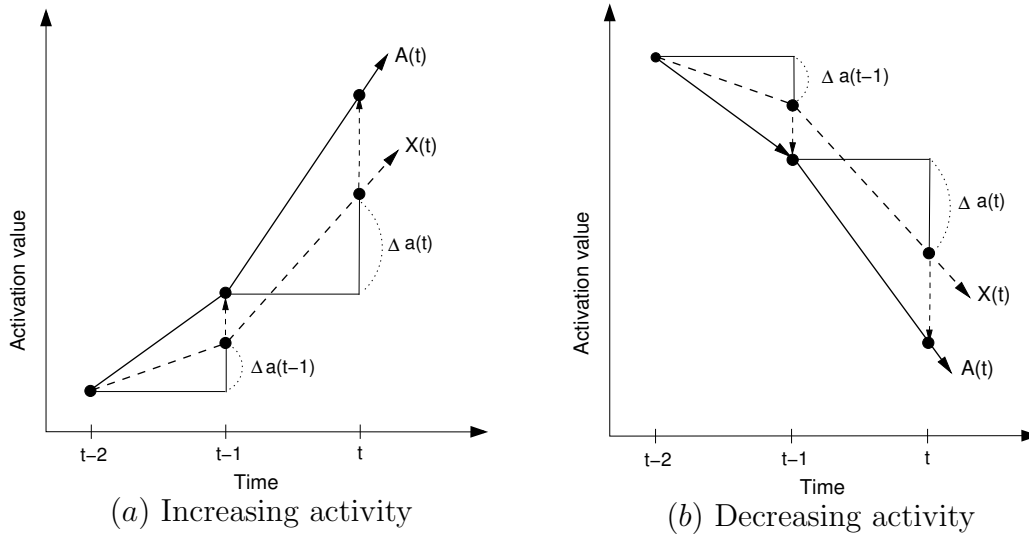 Activation value
A(t)
X(t)
Δ a(t)
Δ a(t−1)
t−2
t−1
t
Time
(a) Increasing activity
Activation value
Δ a(t−1)
Δ a(t)
X(t)
A(t)
t−2
t−1
t
Time
(b) Decreasing activity